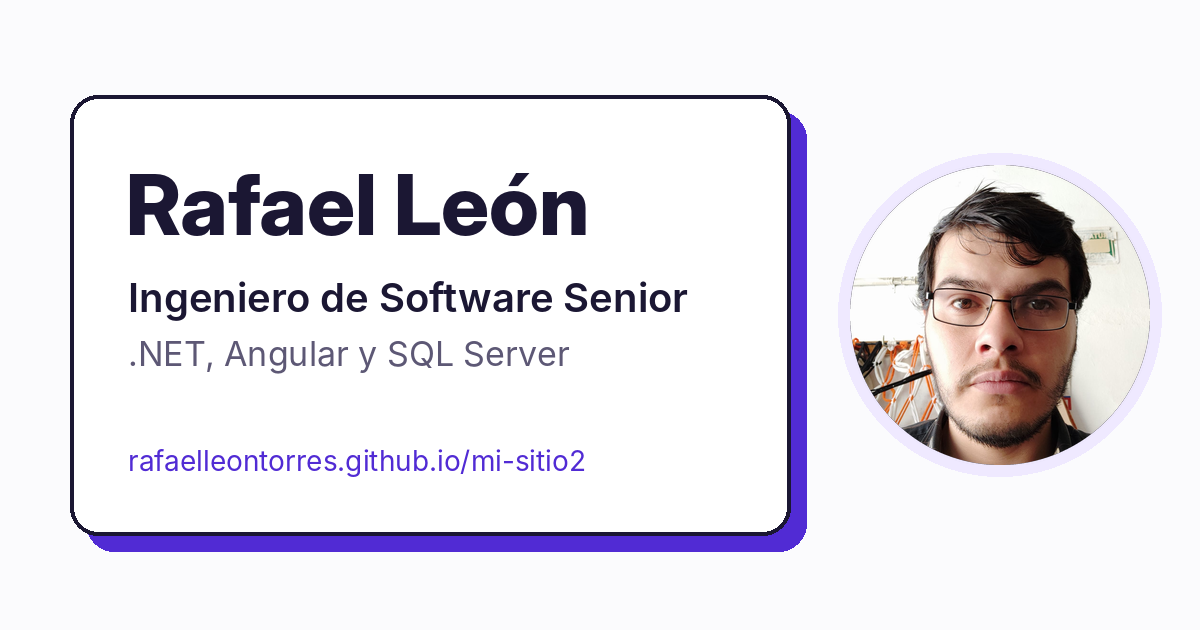 Rafael León
Ingeniero de Software Senior
.NET, Angular y SQL Server
rafaelleontorres.github.io/mi-sitio2